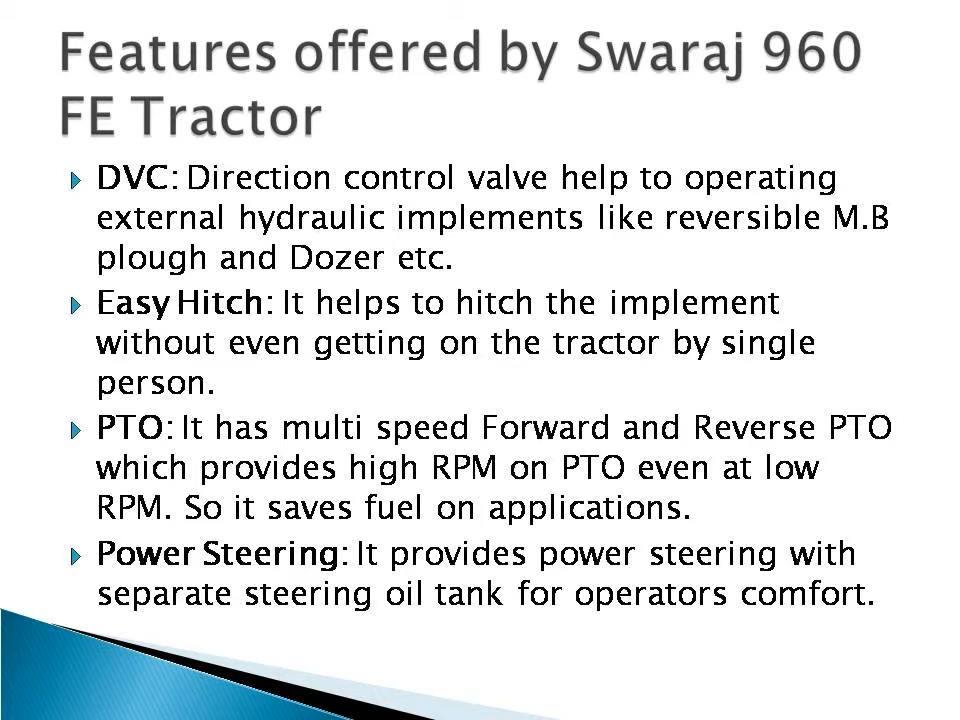 Features offered by Swaraj 960
FE Tractor
DVC: Direction control valve help to operating
external hydraulic implements like reversible M.B
plough and Dozer etc.
Easy Hitch: It helps to hitch the implement
without even getting on the tractor by single
person.
PTO: It has multi speed Forward and Reverse PTO
which provides high RPM on PTO even at low
RPM. So it saves fuel on applications.
Power Steering: It provides power steering with
separate steering oil tank for operators comfort.